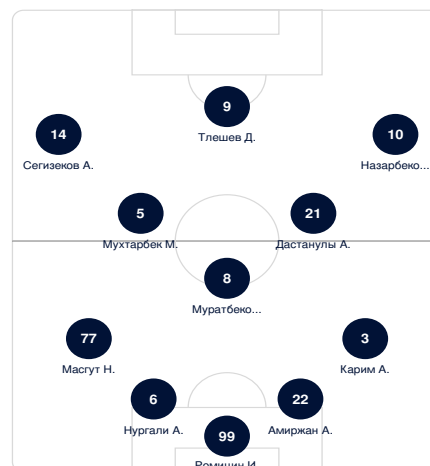 9
Тлешев Д.
14
Сегизеков А.
10
Назарбеко...
5
Мухтарбек М.
21
Дастанулы А.
8
Муратбеко...
77
Масгут Н.
3
Карим А.
6
Нургали А.
22
Амиржан А.
99
Ромицин И.